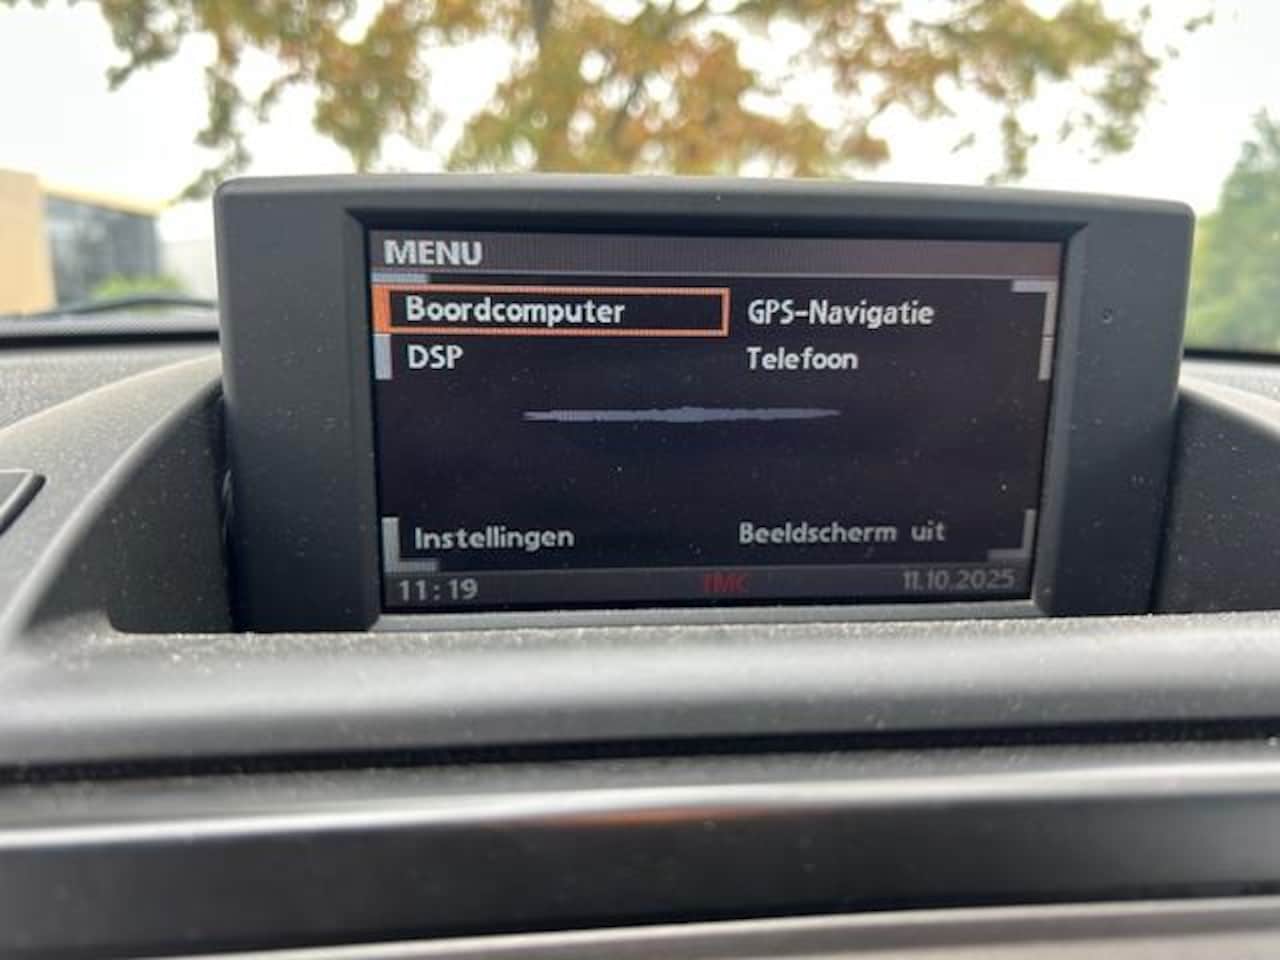 MENU
Boordcomputer GPS-Navigatie
DSP Telefoon
Instellingen Beeldscherm uit
11:19 TMC 11.10.2025